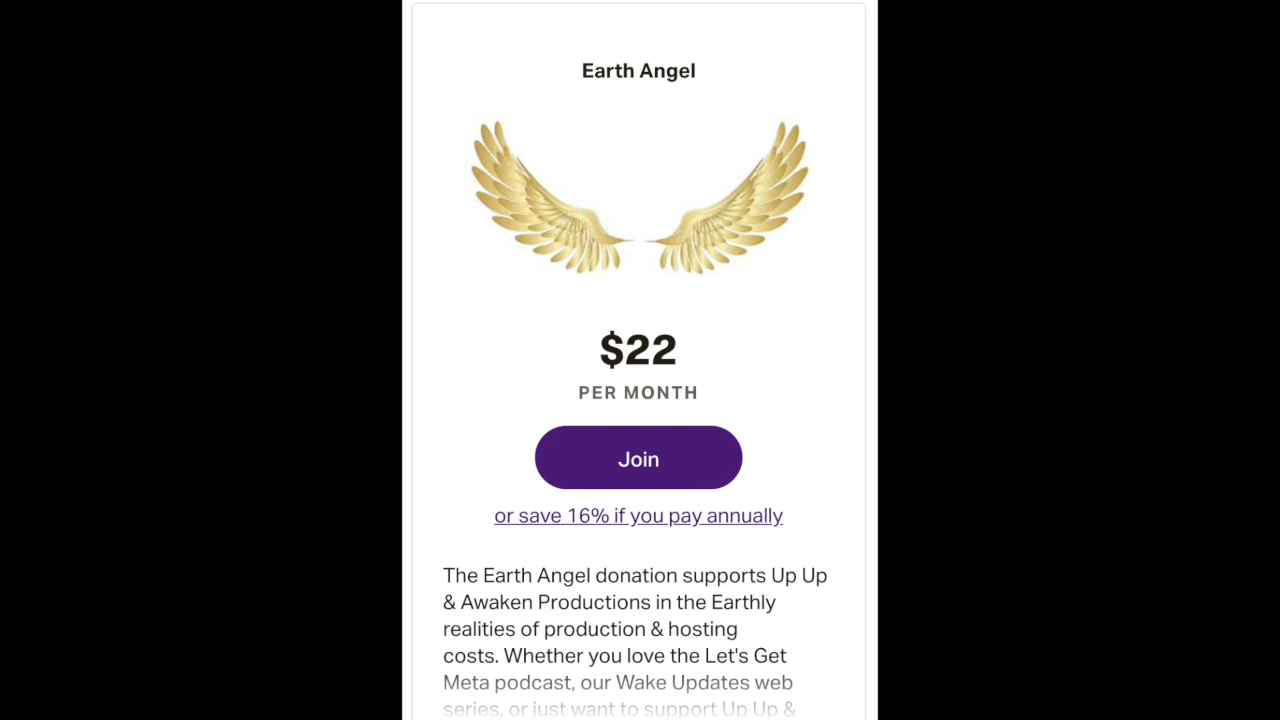 Earth Angel
$22
PER MONTH
Join
or save 16% if you pay annually
The Earth Angel donation supports Up Up
& Awaken Productions in the Earthly
realities of production & hosting
costs. Whether you love the Let's Get
Meta podcast, our Wake Updates web
series, or just want to support Up Up &